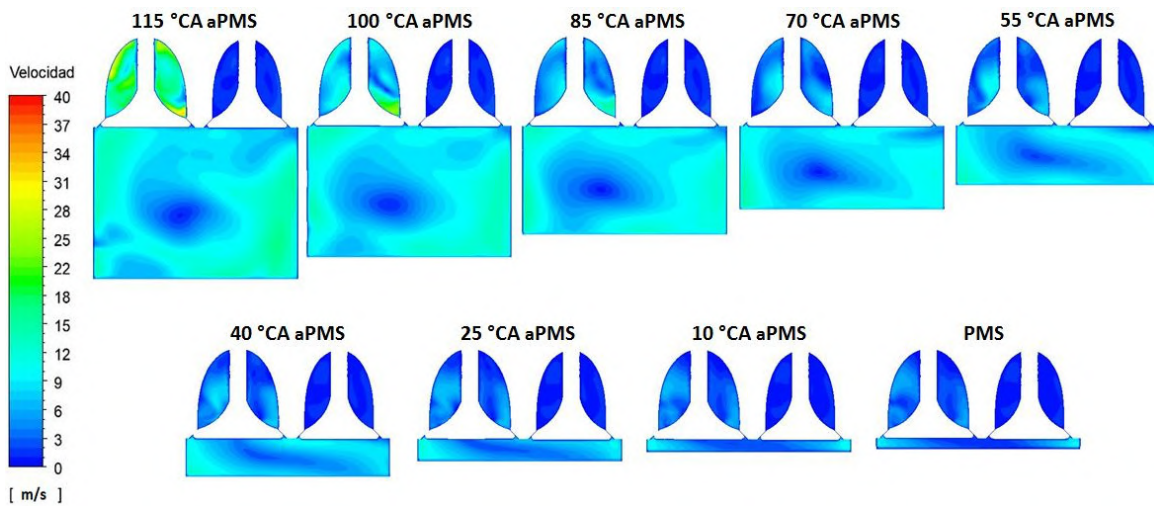 115 °CA aPMS
100 °CA aPMS
85 °CA aPMS
70 °CA aPMS
55 °CA aPMS
Velocidad
40
37
34
31
28
25
22
18
15
12
9
6
3
0
[ m/s ]
40 °CA aPMS
25 °CA aPMS
10 °CA aPMS
PMS